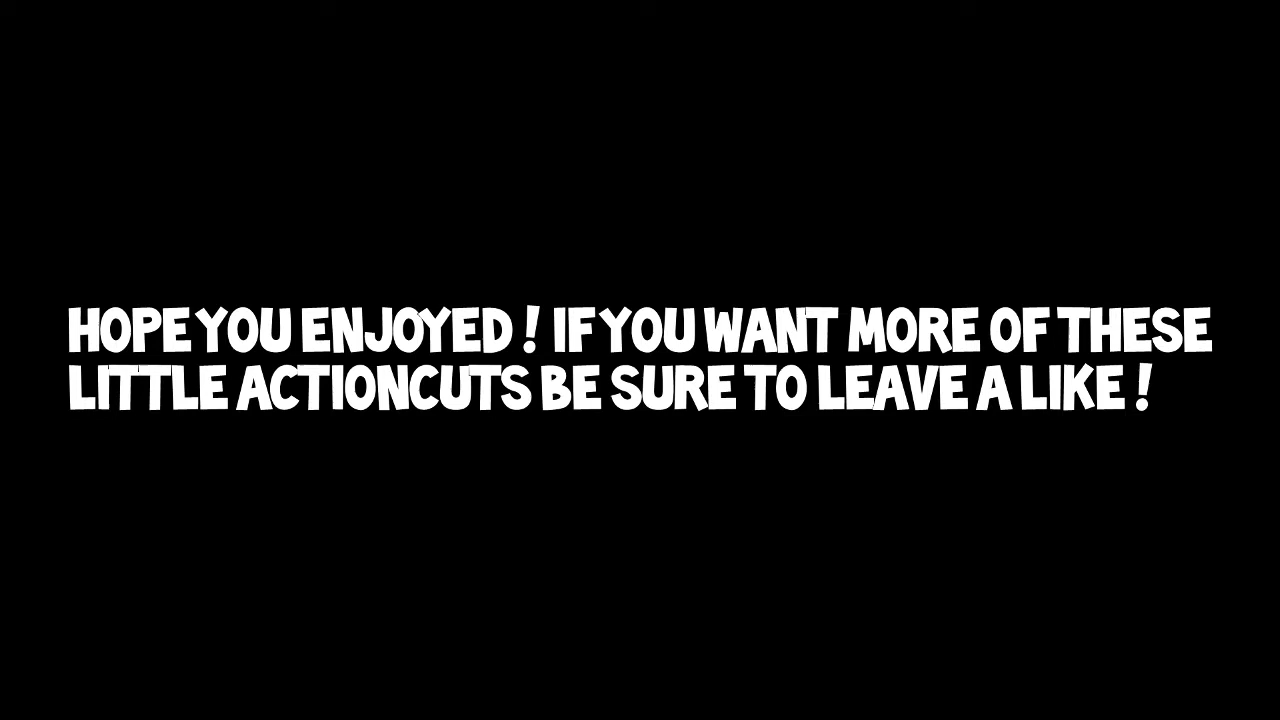 HOPE YOU ENJOYED ! IF YOU WANT MORE OF THESE
LITTLE ACTIONCUTS BE SURE TO LEAVE A LIKE !